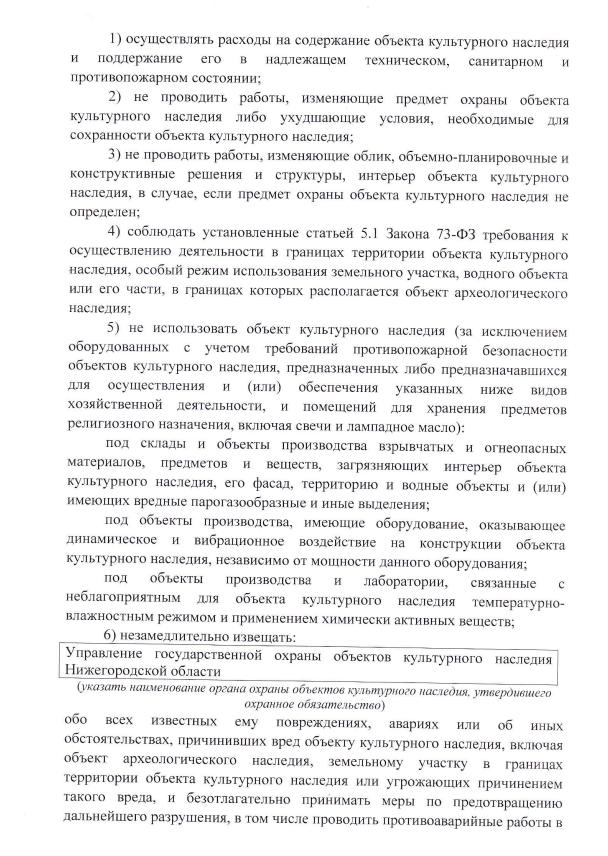 1) осуществлять расходы на содержание объекта культурного наследия
и поддержание его в надлежащем техническом, санитарном и
противопожарном состоянии;
2) не проводить работы, изменяющие предмет охраны объекта
культурного наследия либо ухудшающие условия, необходимые для
сохранности объекта культурного наследия;
3) не проводить работы, изменяющие облик, объемно-планировочные и
конструктивные решения и структуры, интерьер объекта культурного
наследия, в случае, если предмет охраны объекта культурного наследия не
определен;
4) соблюдать установленные статьей 5.1 Закона 73-ФЗ требования к
осуществлению деятельности в границах территории объекта культурного
наследия, особый режим использования земельного участка, водного объекта
или его части, в границах которых располагается объект археологического
наследия;
5) не использовать объект культурного наследия (за исключением
оборудованных с учетом требований противопожарной безопасности
объектов культурного наследия, предназначенных либо предназначавшихся
для осуществления и (или) обеспечения указанных ниже видов
хозяйственной деятельности, и помещений для хранения предметов
религиозного назначения, включая свечи и лампадное масло):
под склады и объекты производства взрывчатых и огнеопасных
материалов, предметов и веществ, загрязняющих интерьер объекта
культурного наследия, его фасад, территорию и водные объекты и (или)
имеющих вредные парогазообразные и иные выделения;
под объекты производства, имеющие оборудование, оказывающее
динамическое и вибрационное воздействие на конструкции объекта
культурного наследия, независимо от мощности данного оборудования;
под объекты производства и лаборатории, связанные с
неблагоприятным для объекта культурного наследия температурно-
влажностным режимом и применением химически активных веществ;
6) незамедлительно извещать:
Управление государственной охраны объектов культурного наследия
Нижегородской области
(указать наименование органа охраны объектов культурного наследия, утвердившего
охранное обязательство)
обо всех известных ему повреждениях, авариях или об иных
обстоятельствах, причинивших вред объекту культурного наследия, включая
объект археологического наследия, земельному участку в границах
территории объекта культурного наследия или угрожающих причинением
такого вреда, и безотлагательно принимать меры по предотвращению
дальнейшего разрушения, в том числе проводить противоаварийные работы в